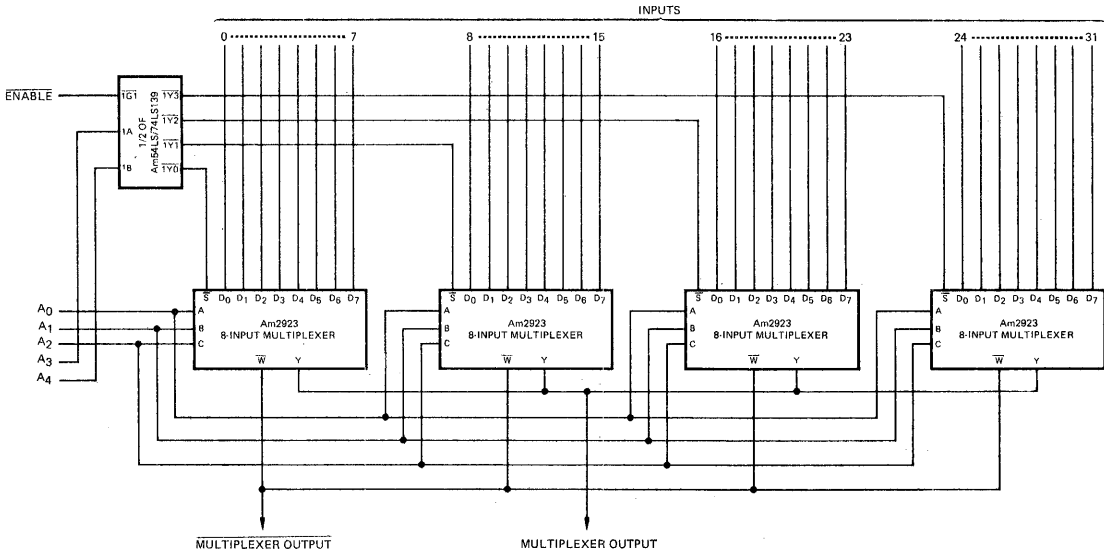 INPUTS
0 7 8 15 16 23 24 31
ENABLE
1G1 1Y3
1A 1Y2
1Y1
1B 1Y0
1/2 OF
Am54LS/74LS139
S D0 D1 D2 D3 D4 D5 D6 D7
S D0 D1 D2 D3 D4 D5 D6 D7
S D0 D1 D2 D3 D4 D5 D6 D7
S D0 D1 D2 D3 D4 D5 D6 D7
A0
A1
A2
A3
A4
A
B
C
Am2923
8-INPUT MULTIPLEXER
W Y
A
B
C
Am2923
8-INPUT MULTIPLEXER
W Y
A
B
C
Am2923
8-INPUT MULTIPLEXER
W Y
A
B
C
Am2923
8-INPUT MULTIPLEXER
W Y
MULTIPLEXER OUTPUT MULTIPLEXER OUTPUT